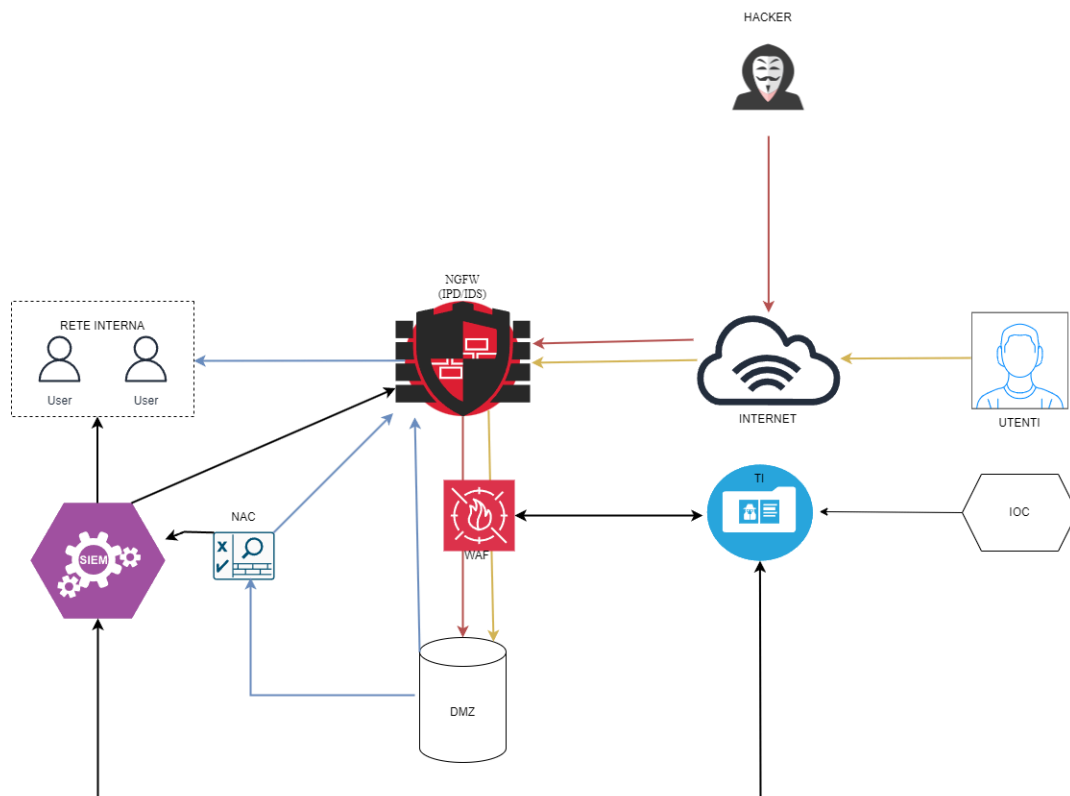 HACKER
NGFW
(IPD/IDS)
RETE INTERNA
User
User
INTERNET
UTENTI
TI
IOC
NAC
SIEM
WAF
DMZ